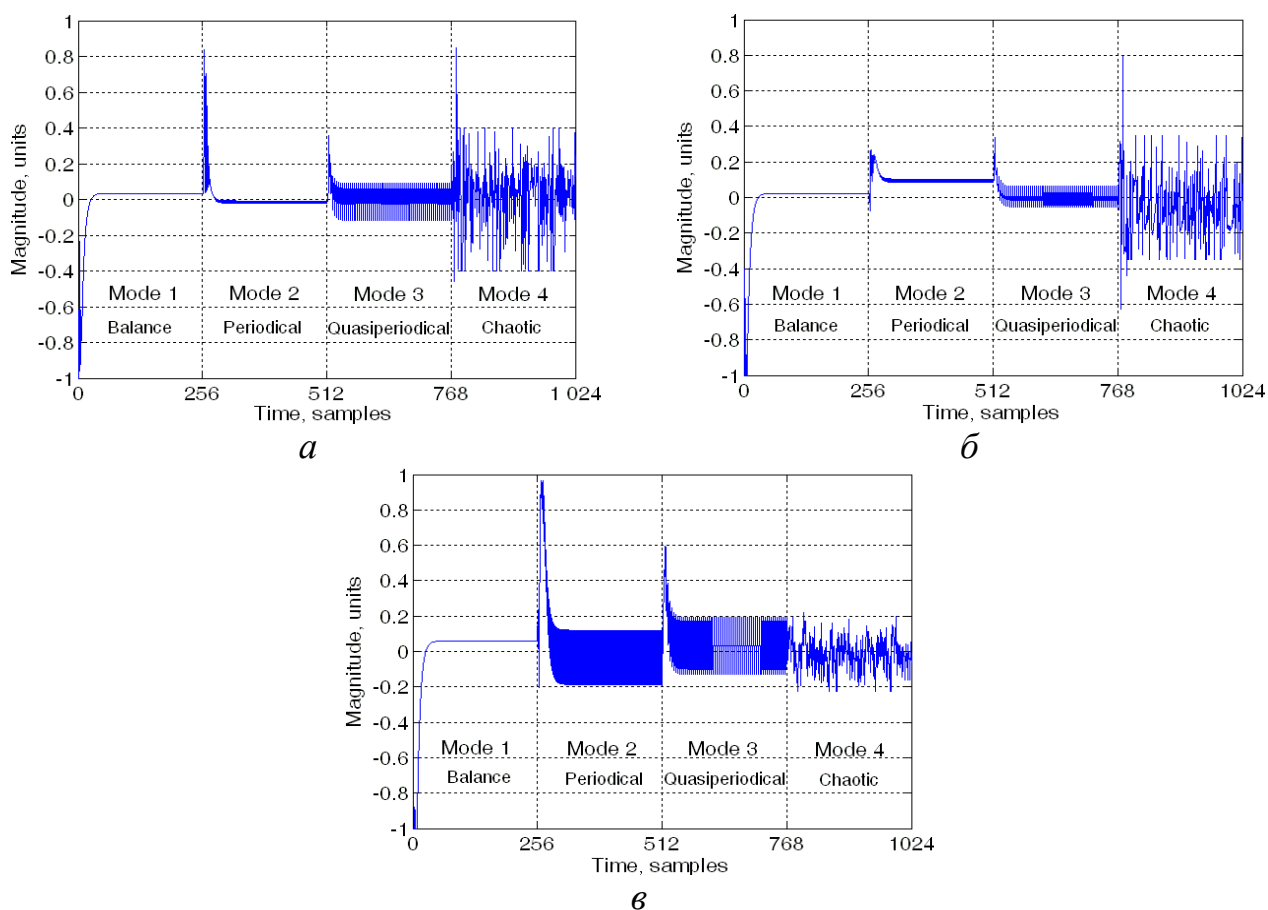 1
0.8
0.6
0.4
0.2
0
-0.2
-0.4
-0.6
-0.8
-1
Magnitude, units
Mode 1 Mode 2 Mode 3 Mode 4
Balance Periodical Quasiperiodical Chaotic
0 256 512 768 1 024
Time, samples
а
1
0.8
0.6
0.4
0.2
0
-0.2
-0.4
-0.6
-0.8
-1
Magnitude, units
Mode 1 Mode 2 Mode 3 Mode 4
Balance Periodical Quasiperiodical Chaotic
0 256 512 768 1024
Time, samples
б
1
0.8
0.6
0.4
0.2
0
-0.2
-0.4
-0.6
-0.8
-1
Magnitude, units
Mode 1 Mode 2 Mode 3 Mode 4
Balance Periodical Quasiperiodical Chaotic
0 256 512 768 1024
Time, samples
в